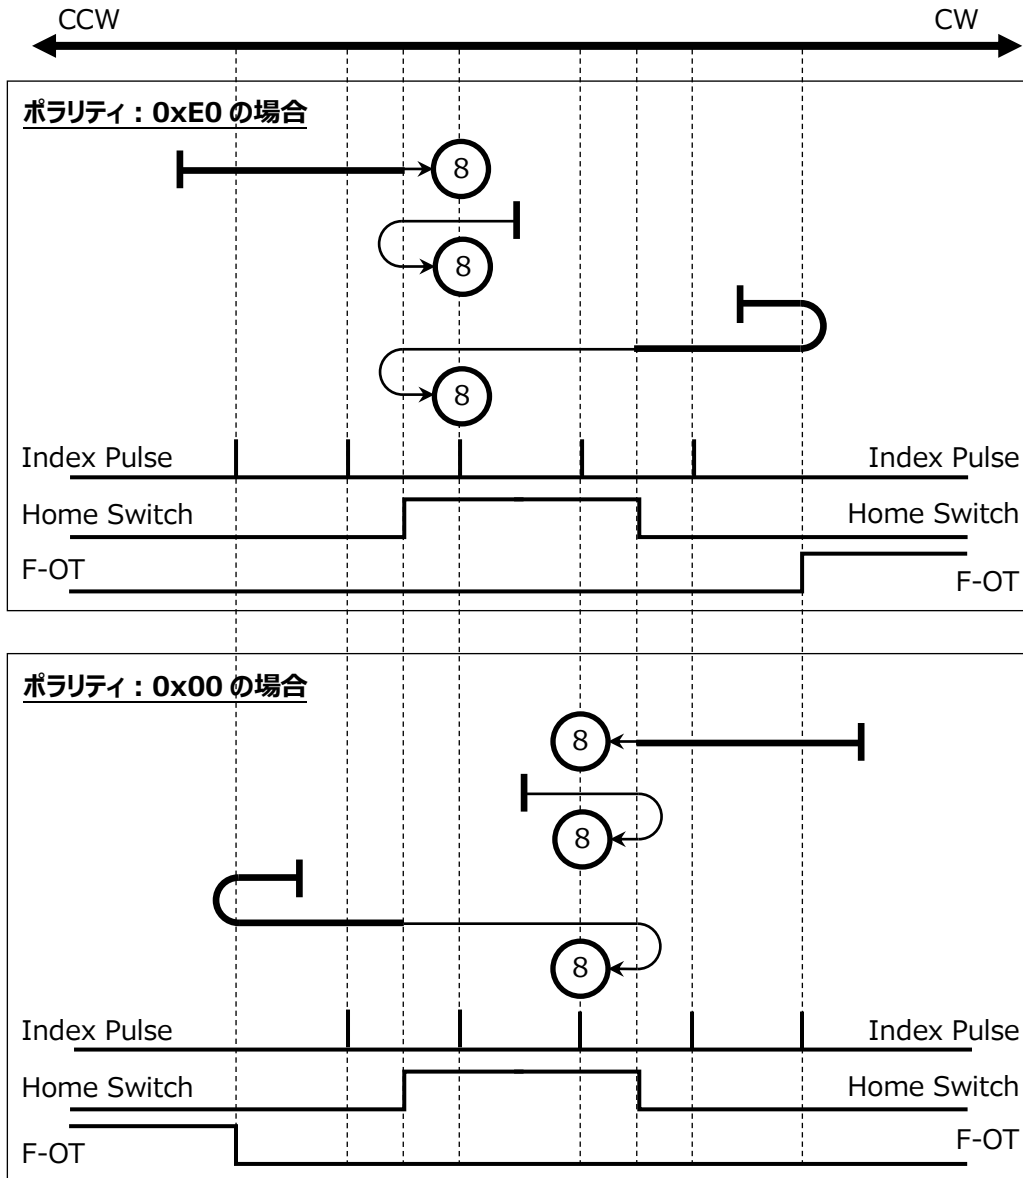 CCW CW
ポラリティ：0xE0 の場合
8
8
8
Index Pulse Index Pulse
Home Switch Home Switch
F-OT F-OT
ポラリティ：0x00 の場合
8
8
8
Index Pulse Index Pulse
Home Switch Home Switch
F-OT F-OT